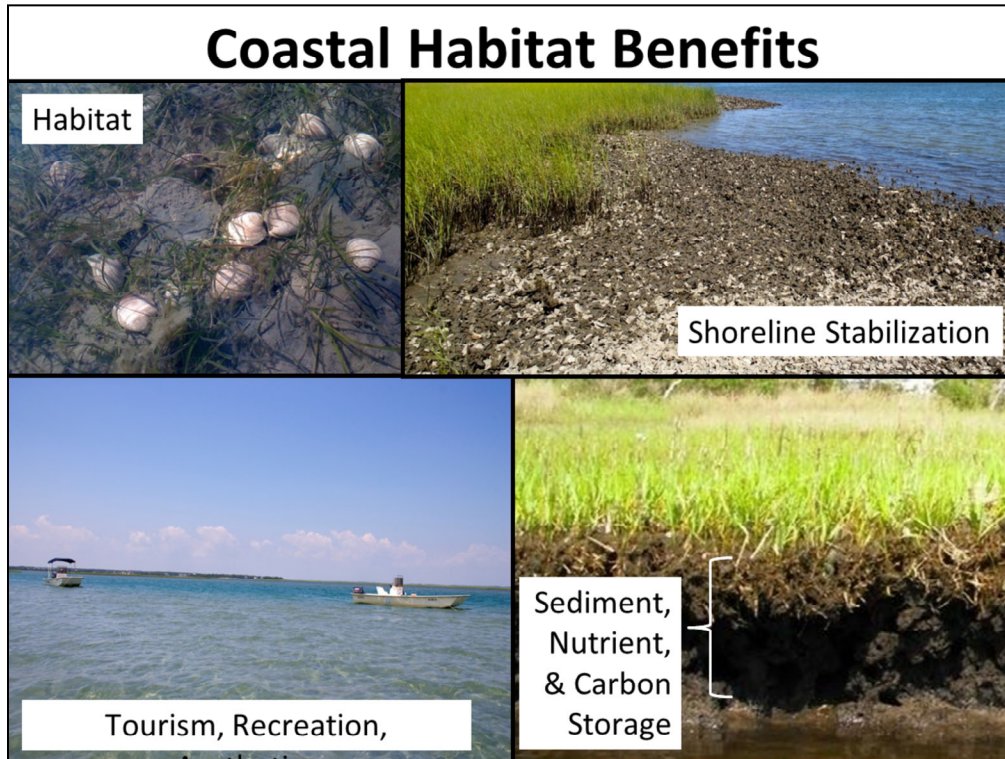 Coastal Habitat Benefits
Habitat
Shoreline Stabilization
Tourism, Recreation,
Sediment,
Nutrient,
& Carbon
Storage